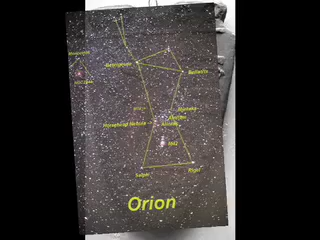 Betelgeuse
Bellatrix
Mintaka
Alnilam
Horsehead Nebula
Alnitak
M42
Saiph
Rigel
Orion